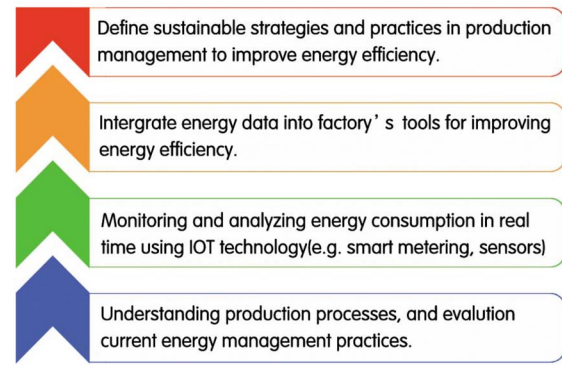 Define sustainable strategies and practices in production
management to improve energy efficiency.
Intergrate energy data into factory's tools for improving
energy efficiency.
Monitoring and analyzing energy consumption in real
time using IOT technology(e.g. smart metering, sensors)
Understanding production processes, and evalution
current energy management practices.